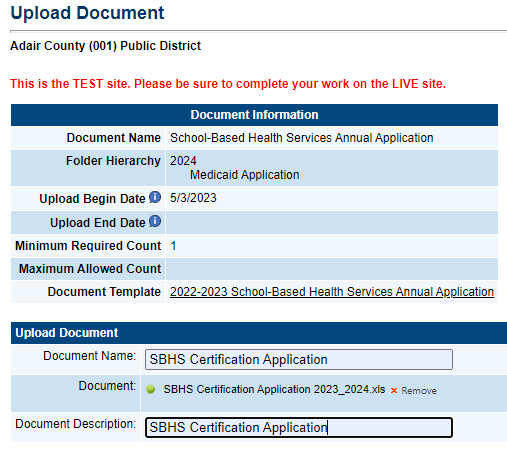 Upload Document
Adair County (001) Public District
This is the TEST site. Please be sure to complete your work on the LIVE site.
Document Information
Document Name School-Based Health Services Annual Application
Folder Hierarchy 2024
Medicaid Application
Upload Begin Date 5/3/2023
Upload End Date
Minimum Required Count 1
Maximum Allowed Count
Document Template 2022-2023 School-Based Health Services Annual Application
Upload Document
Document Name: SBHS Certification Application
Document: SBHS Certification Application 2023_2024.xls Remove
Document Description: SBHS Certification Application